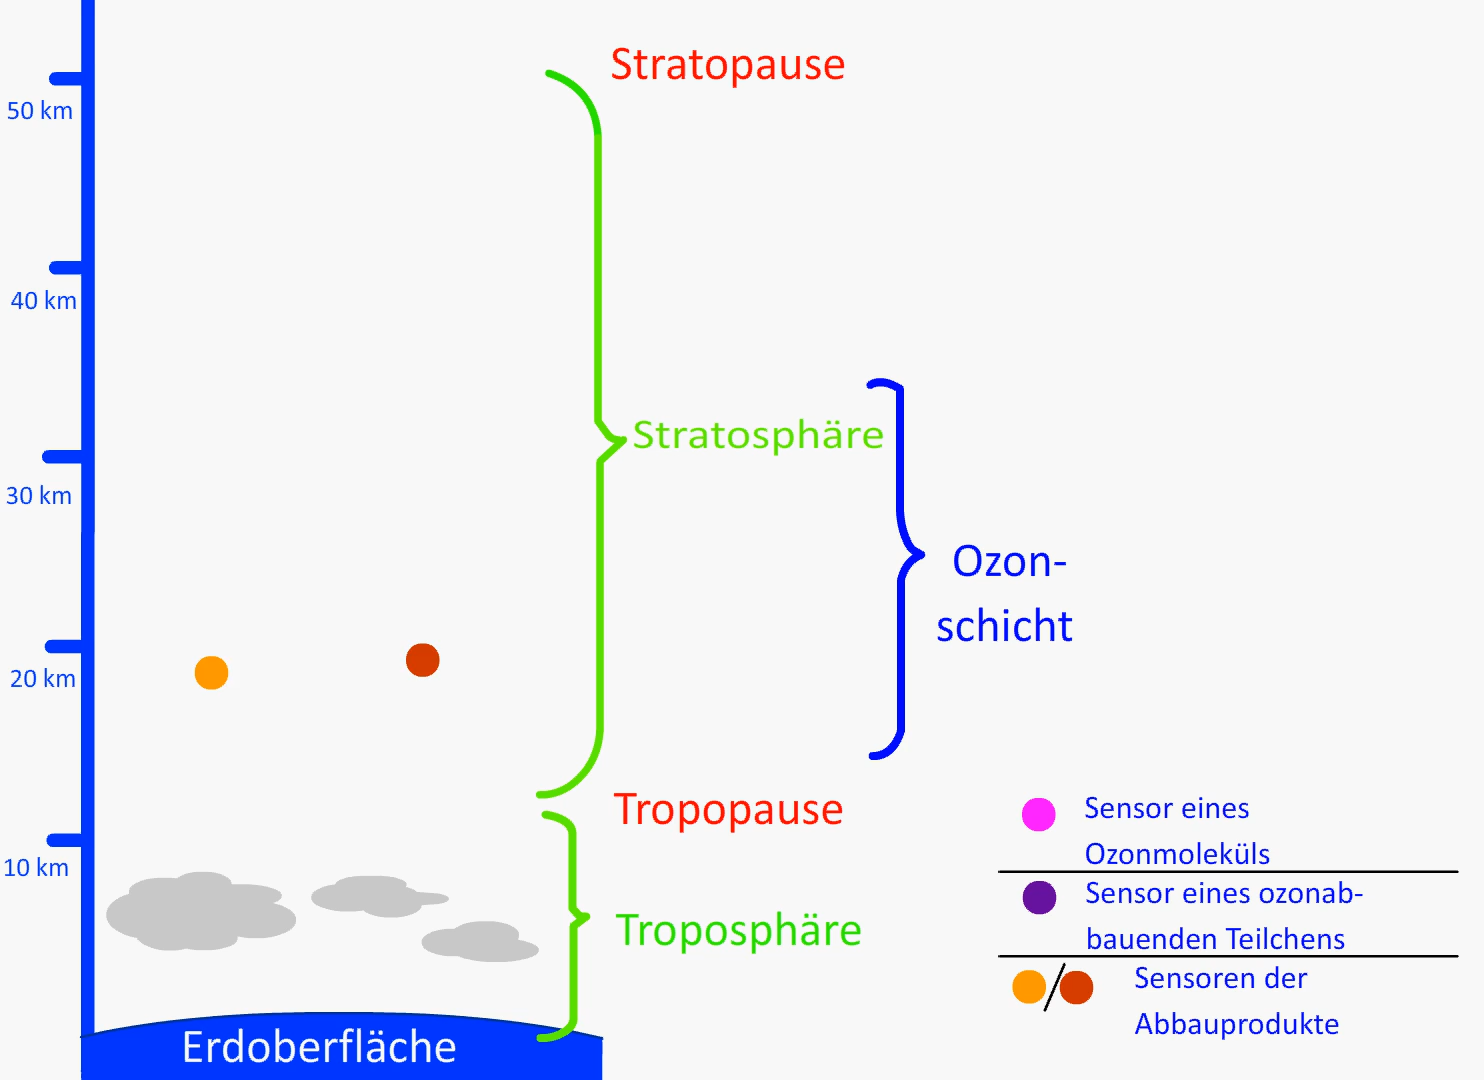 Stratopause
50 km
40 km
Stratosphäre
30 km
Ozon-
schicht
20 km
Tropopause
Sensor eines
Ozonmoleküls
10 km
Sensor eines ozonab-
bauenden Teilchens
Troposphäre
Sensoren der
Abbauprodukte
Erdoberfläche